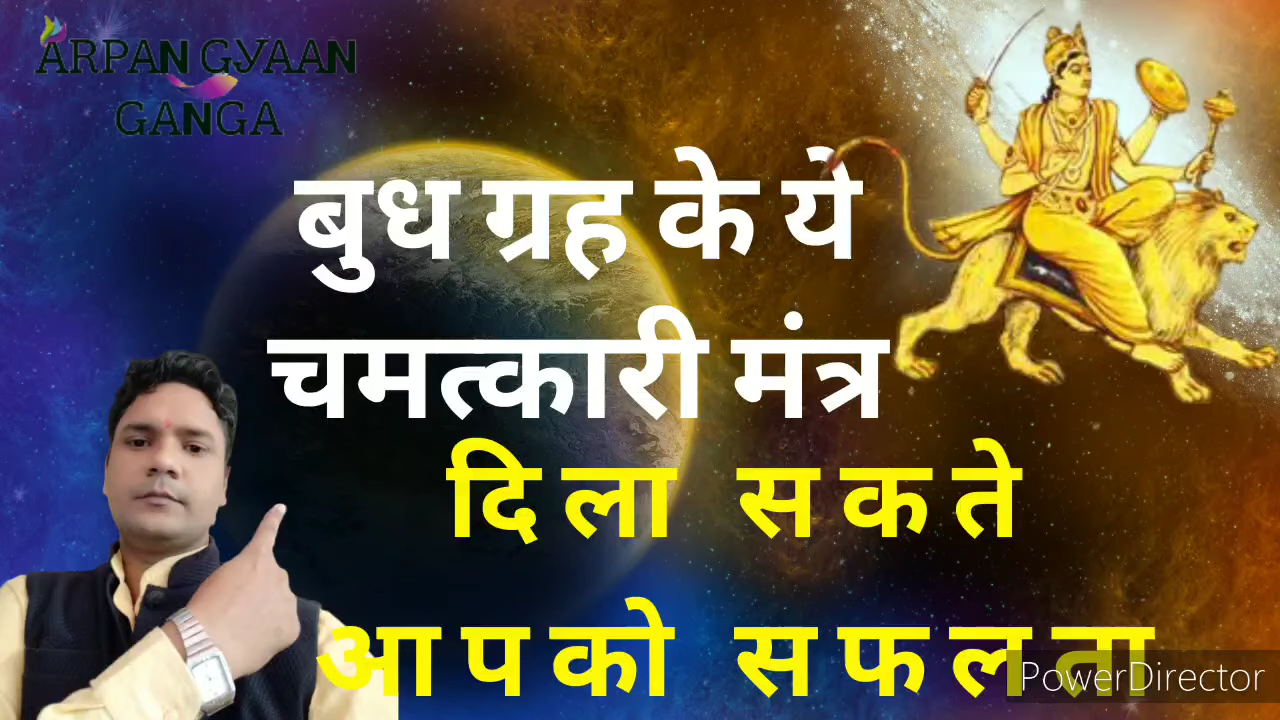 ARPAN GYAAN
GANGA
बुध ग्रह के ये
चमत्कारी मंत्र
दिला सकते
आपको सफलता
PowerDirector